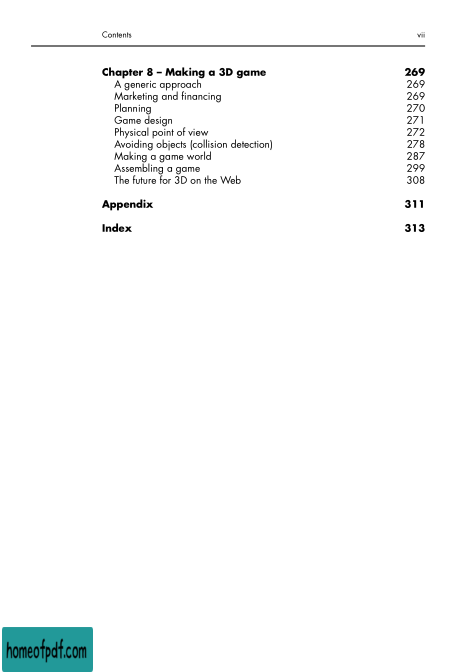 Contents vii
Chapter 8 – Making a 3D game 269
A generic approach 269
Marketing and financing 269
Planning 270
Game design 271
Physical point of view 272
Avoiding objects (collision detection) 278
Making a game world 287
Assembling a game 299
The future for 3D on the Web 308
Appendix 311
Index 313
homeofpdf.com